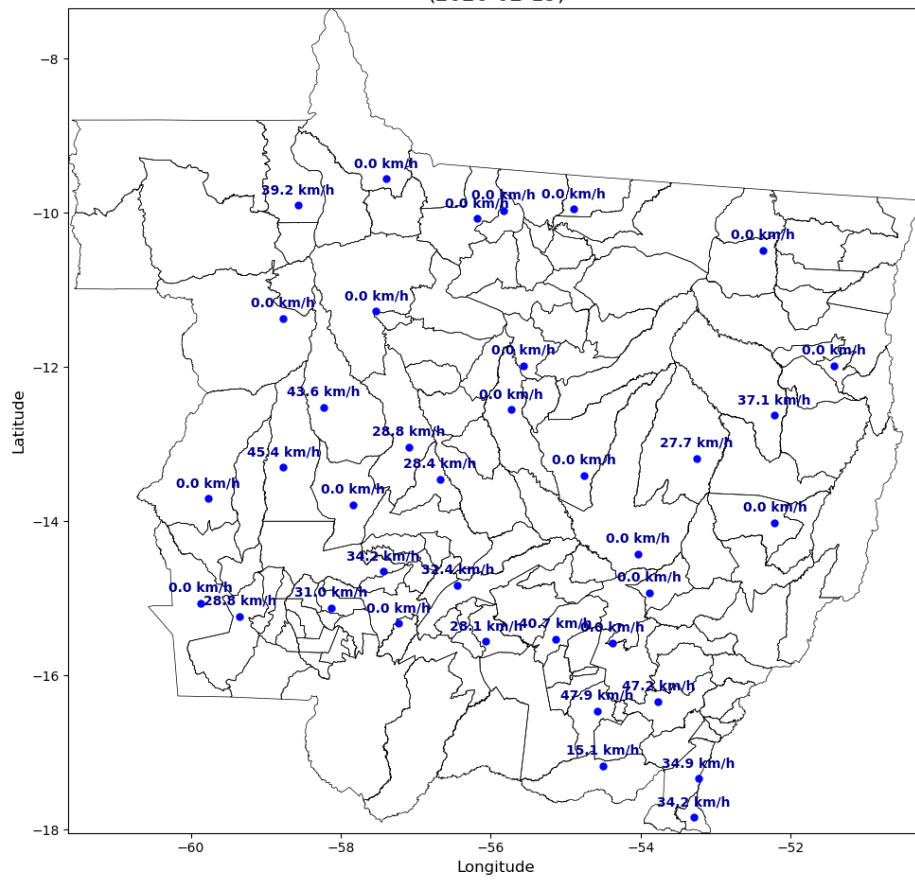 −8
0.0 km/h
39.2 km/h
0.0 km/h
0.0 km/h
0.0 km/h
−10
0.0 km/h
0.0 km/h
0.0 km/h
0.0 km/h
0.0 km/h
−12
43.6 km/h
0.0 km/h
37.1 km/h
Latitude
28.8 km/h
45.4 km/h
28.4 km/h
27.7 km/h
0.0 km/h
0.0 km/h
0.0 km/h
0.0 km/h
−14
0.0 km/h
34.2 km/h
32.4 km/h
0.0 km/h
0.0 km/h
28.8 km/h
31.0 km/h
0.0 km/h
28.1 km/h
40.7 km/h
0.0 km/h
−16
47.9 km/h
47.2 km/h
15.1 km/h
34.9 km/h
34.2 km/h
−18
−60
−58
−56
−54
−52
Longitude